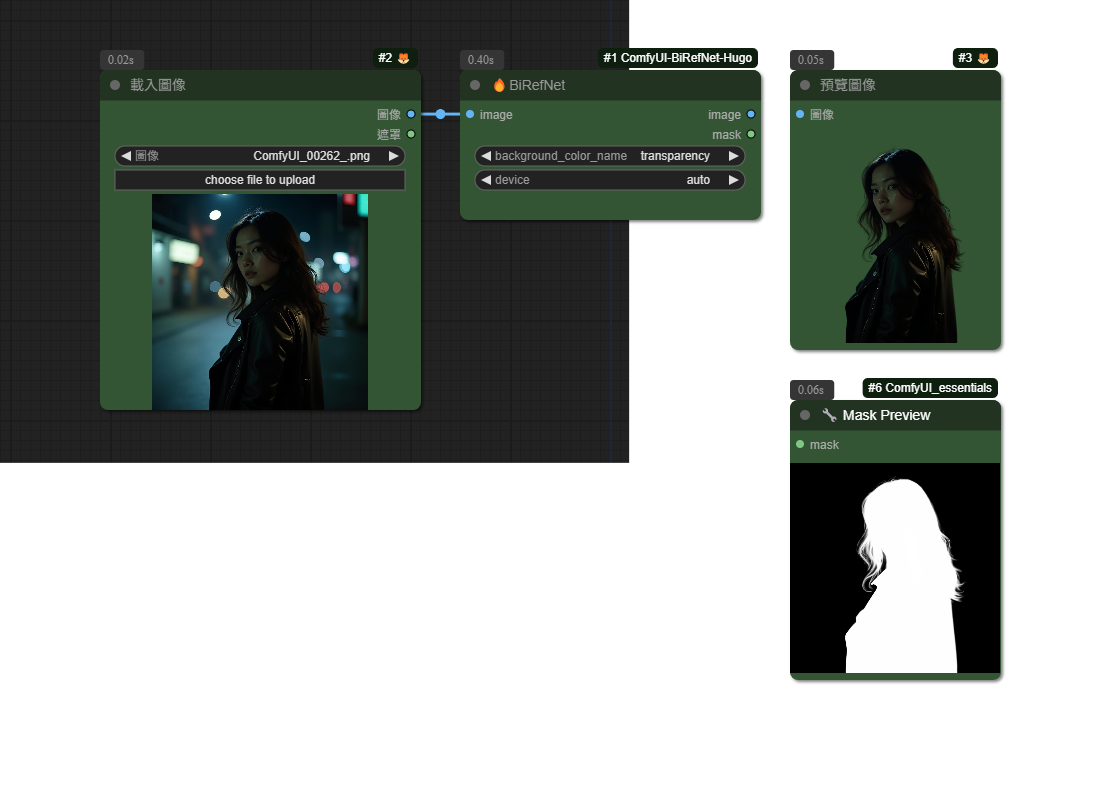 0.02s
#2
載入圖像
圖像
遮罩
圖像 ComfyUI_00262_.png
choose file to upload
0.40s
#1 ComfyUI-BiRefNet-Hugo
BiRefNet
image image
mask
background_color_name transparency
device auto
0.05s
#3
預覽圖像
圖像
0.06s
#6 ComfyUI_essentials
Mask Preview
mask